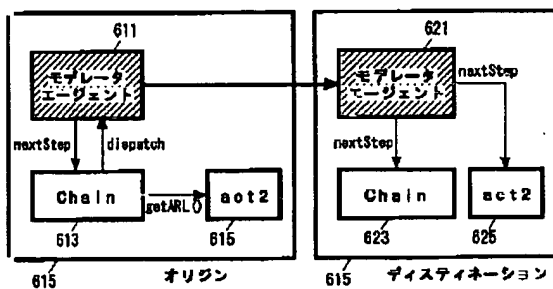 611
モデレータ
エージェント
nextStep
dispatch
Chain
613
getARL()
act2
615
615
オリジン
621
モデレータ
エージェント
nextStep
nextStep
Chain
623
act2
625
615
ディスティネーション